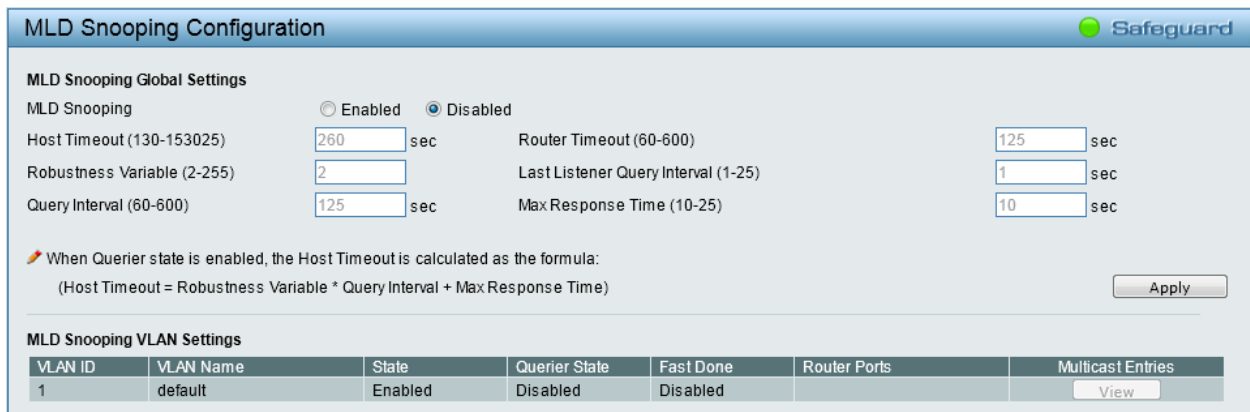 MLD Snooping Configuration Safeguard
MLD Snooping Global Settings
MLD Snooping Enabled Disabled
Host Timeout (130-153025) 260 sec Router Timeout (60-600) 125 sec
Robustness Variable (2-255) 2 Last Listener Query Interval (1-25) 1 sec
Query Interval (60-600) 125 sec Max Response Time (10-25) 10 sec
When Querier state is enabled, the Host Timeout is calculated as the formula:
(Host Timeout = Robustness Variable * Query Interval + Max Response Time) Apply
MLD Snooping VLAN Settings
VLAN ID VLAN Name State Querier State Fast Done Router Ports Multicast Entries
1 default Enabled Disabled Disabled View